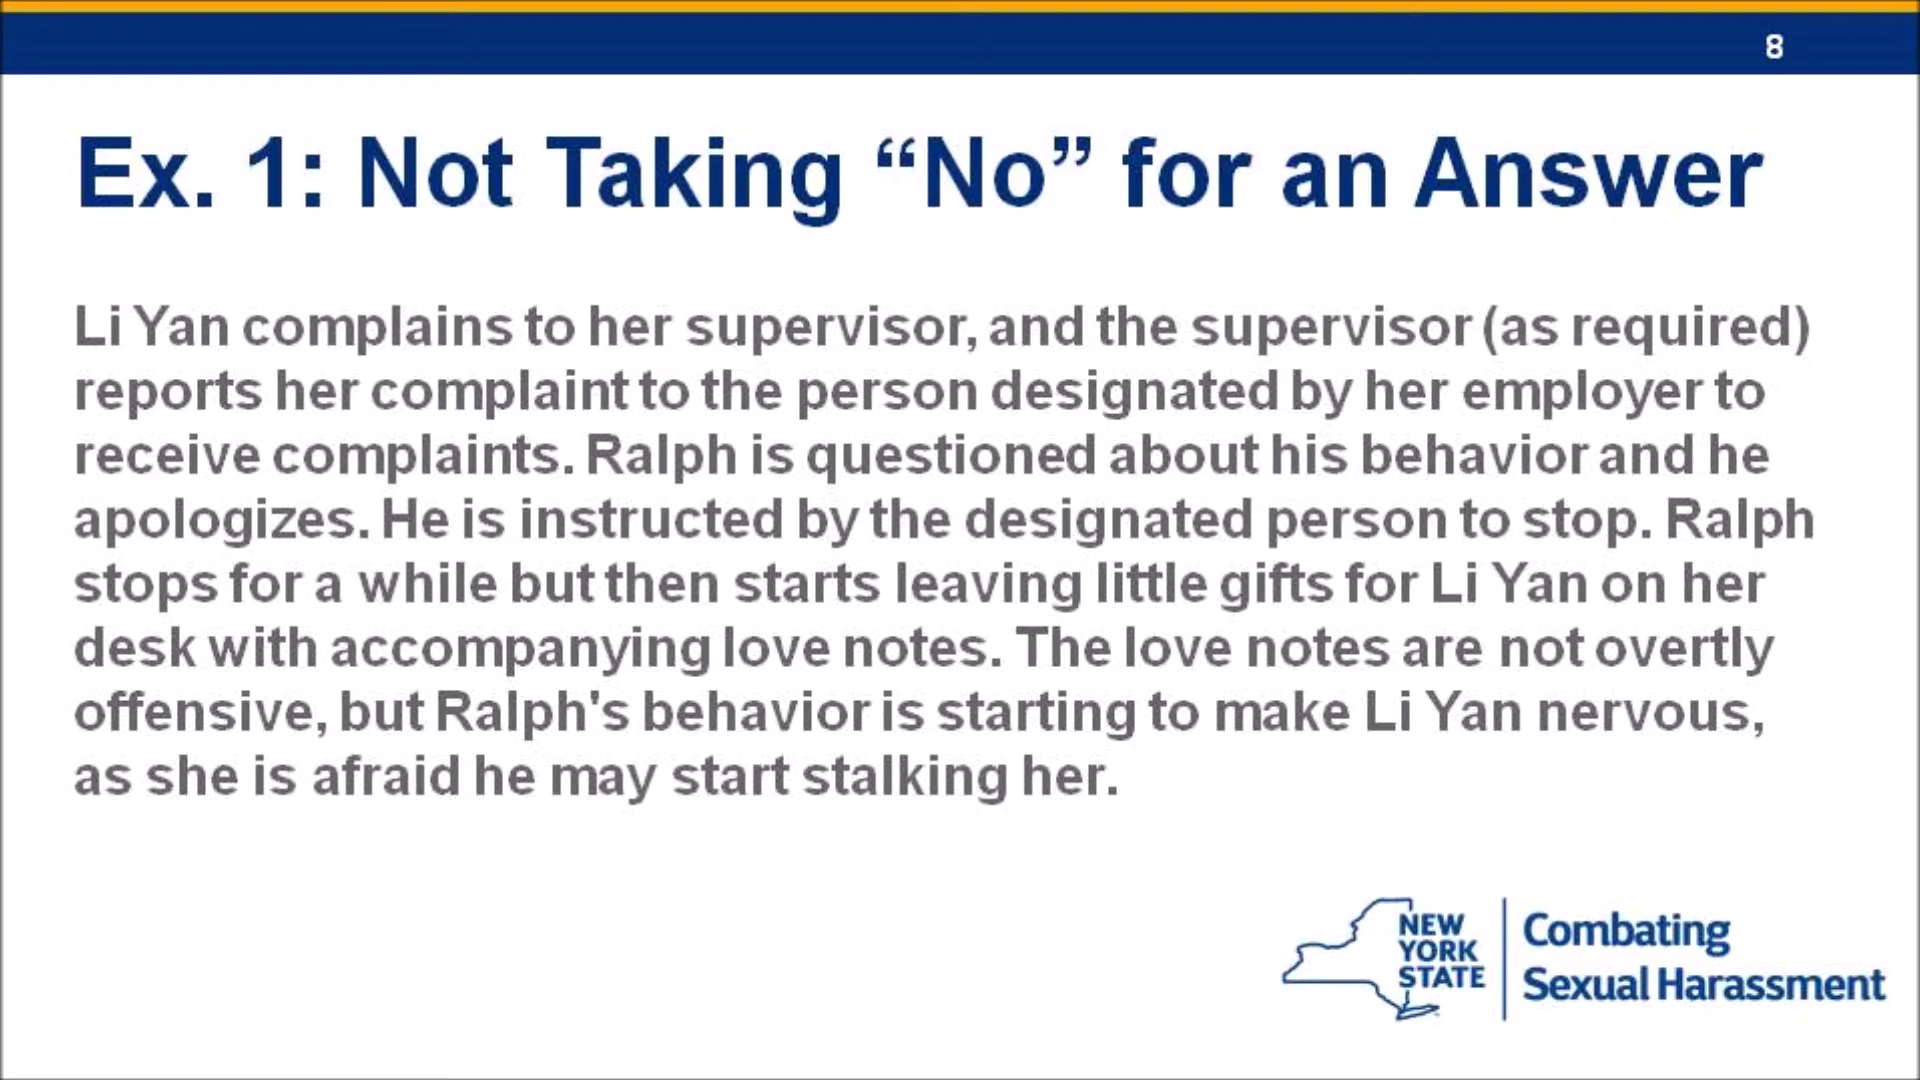 8
Ex. 1: Not Taking “No” for an Answer
Li Yan complains to her supervisor, and the supervisor (as required)
reports her complaint to the person designated by her employer to
receive complaints. Ralph is questioned about his behavior and he
apologizes. He is instructed by the designated person to stop. Ralph
stops for a while but then starts leaving little gifts for Li Yan on her
desk with accompanying love notes. The love notes are not overtly
offensive, but Ralph's behavior is starting to make Li Yan nervous,
as she is afraid he may start stalking her.
NEW
YORK
STATE
Combating
Sexual Harassment